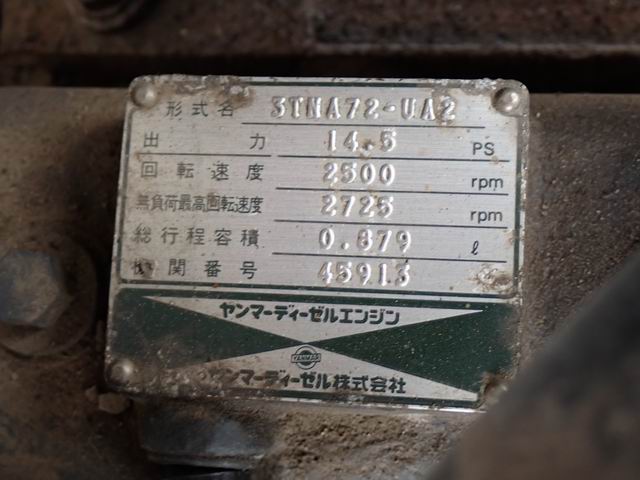 形式名 3TNA72-UA2
出力 14.5 PS
回転速度 2500 rpm
無負荷最高回転速度 2725 rpm
総行程容積 0.879 ℓ
機関番号 45913
ヤンマーディーゼルエンジン
YANMAR
ヤンマーディーゼル株式会社